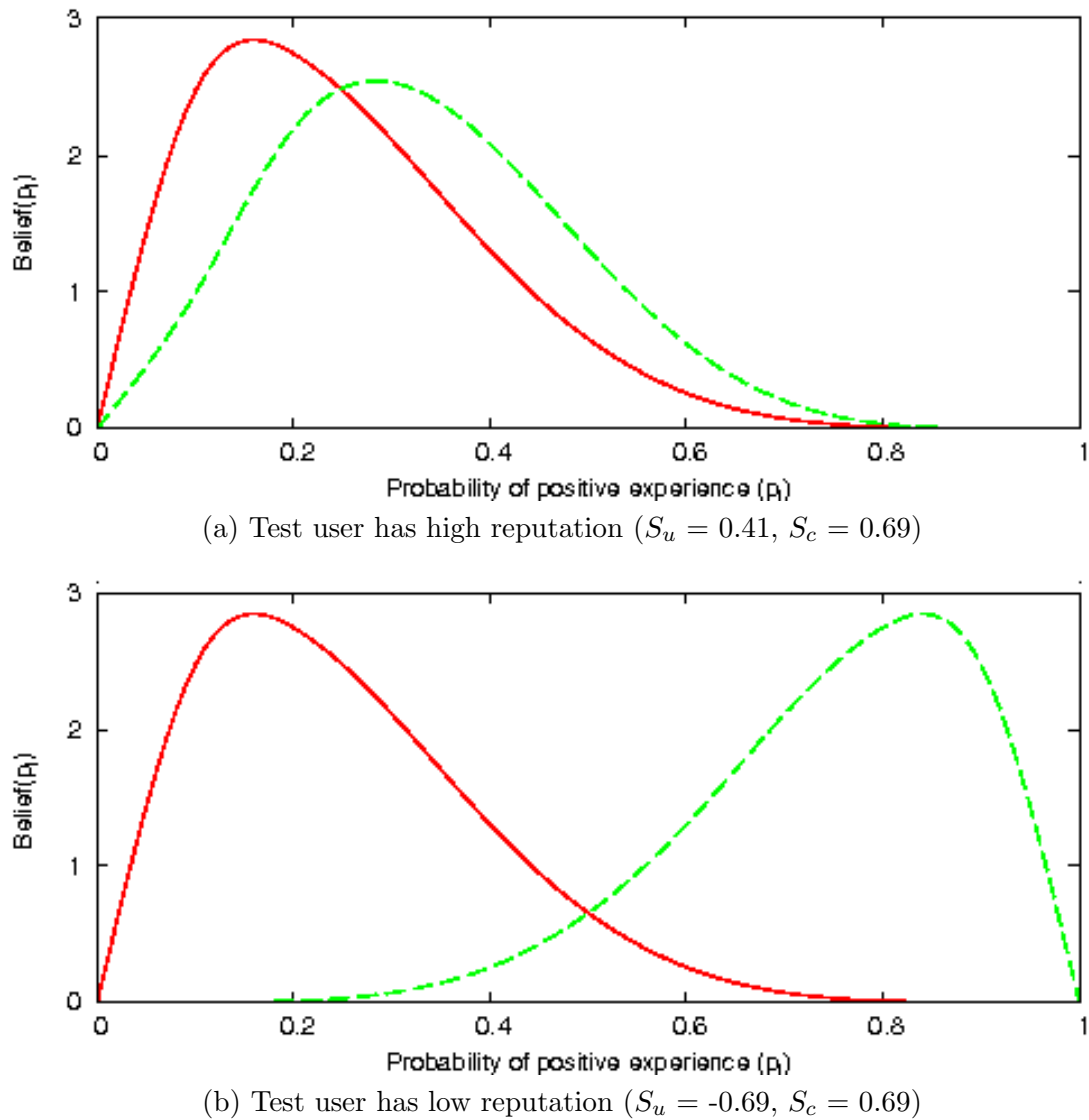 3
2
1
0
Belief(pᵢ)
0 0.2 0.4 0.6 0.8 1
Probability of positive experience (pᵢ)
(a) Test user has high reputation (Sᵤ = 0.41, S_c = 0.69)
3
2
1
0
Belief(pᵢ)
0 0.2 0.4 0.6 0.8 1
Probability of positive experience (pᵢ)
(b) Test user has low reputation (Sᵤ = -0.69, S_c = 0.69)